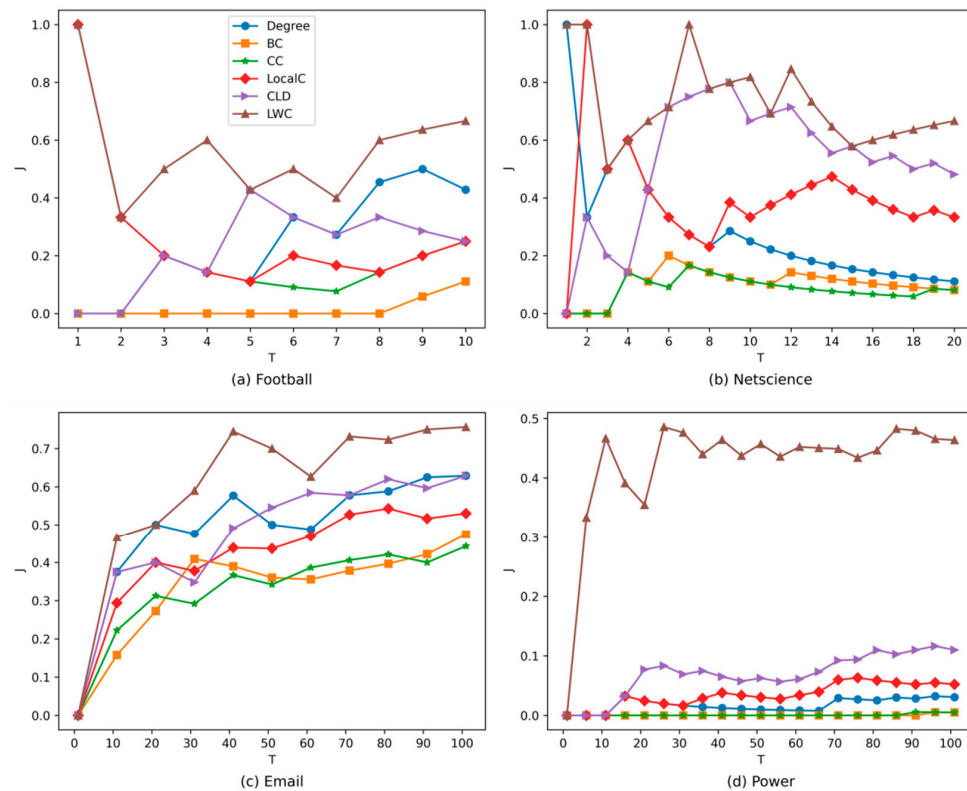 1.0
0.8
0.6
0.4
0.2
0.0
J
Degree
BC
CC
LocalC
CLD
LWC
1 2 3 4 5 6 7 8 9 10
T
(a) Football
1.0
0.8
0.6
0.4
0.2
0.0
J
2 4 6 8 10 12 14 16 18 20
T
(b) Netscience
0.7
0.6
0.5
0.4
0.3
0.2
0.1
0.0
J
0 10 20 30 40 50 60 70 80 90 100
T
(c) Email
0.5
0.4
0.3
0.2
0.1
0.0
J
0 10 20 30 40 50 60 70 80 90 100
T
(d) Power